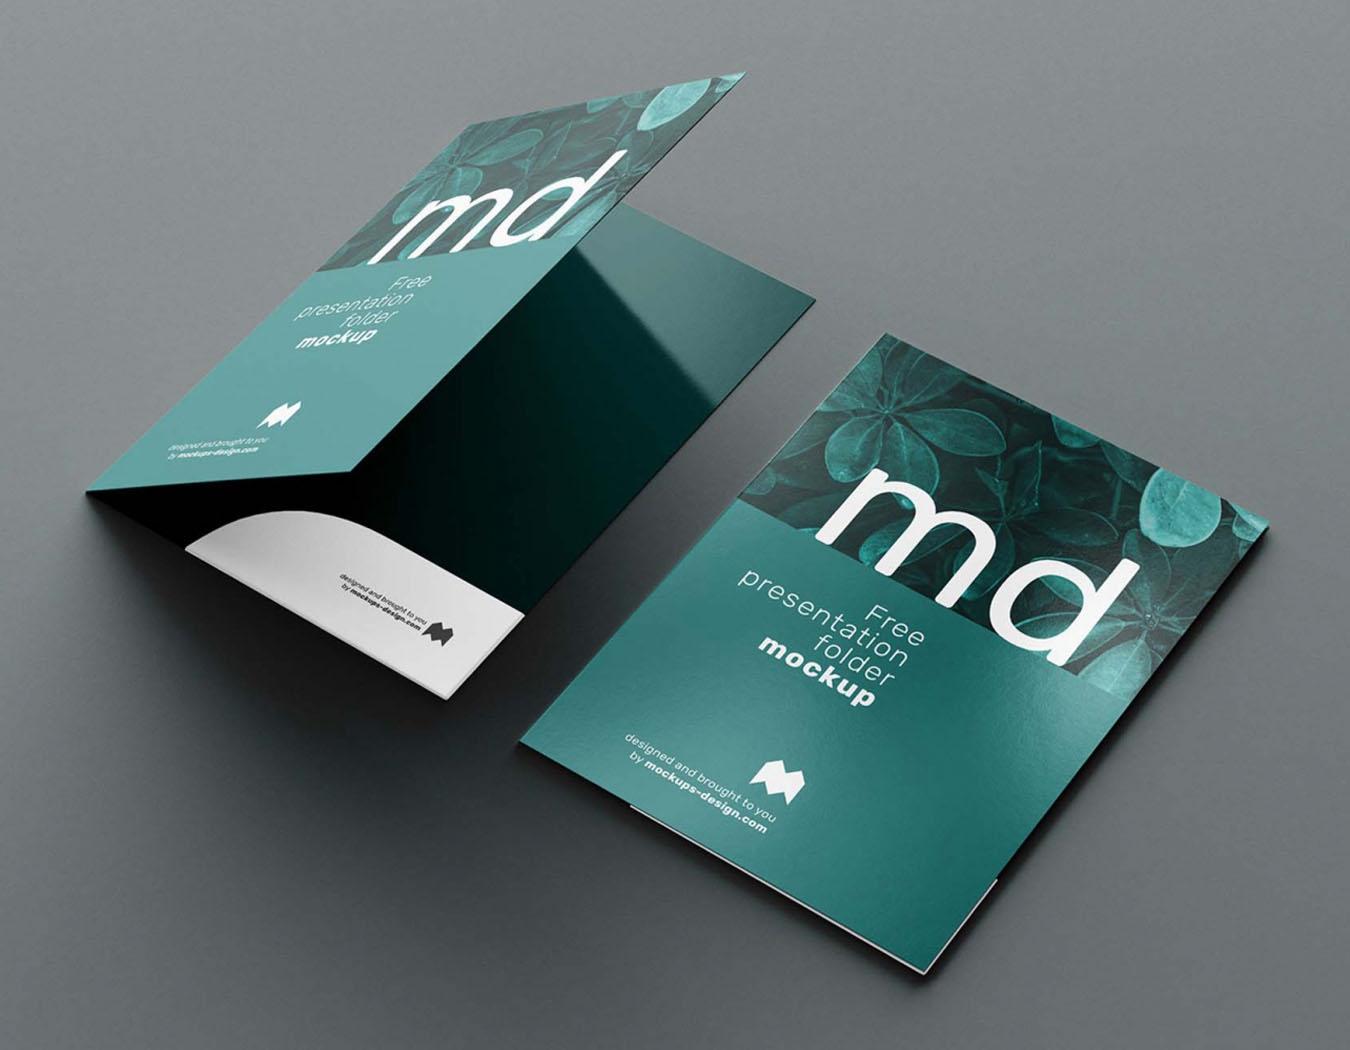 md
Free
presentation
folder
mockup
designed and brought to you
by mockups-design.com
designed and brought to you
by mockups-design.com
md
Free
presentation
folder
mockup
designed and brought to you
by mockups-design.com